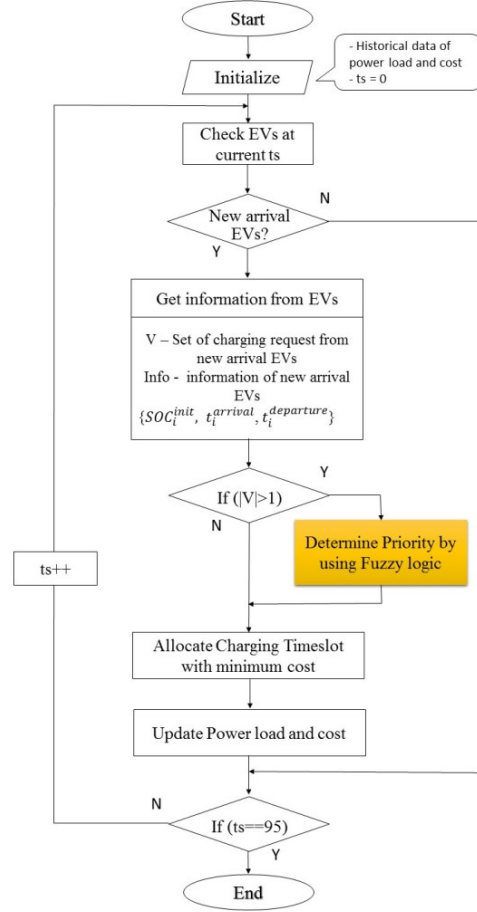 Start
- Historical data of
power load and cost
- ts = 0
Initialize
Check EVs at
current ts
New arrival
EVs?
N
Y
Get information from EVs
V – Set of charging request from
new arrival EVs
Info - information of new arrival
EVs
{SOC_i^{init}, t_i^{arrival}, t_i^{departure}}
If (|V|>1)
Y
N
Determine Priority by
using Fuzzy logic
ts++
Allocate Charging Timeslot
with minimum cost
Update Power load and cost
N
If (ts==95)
Y
End